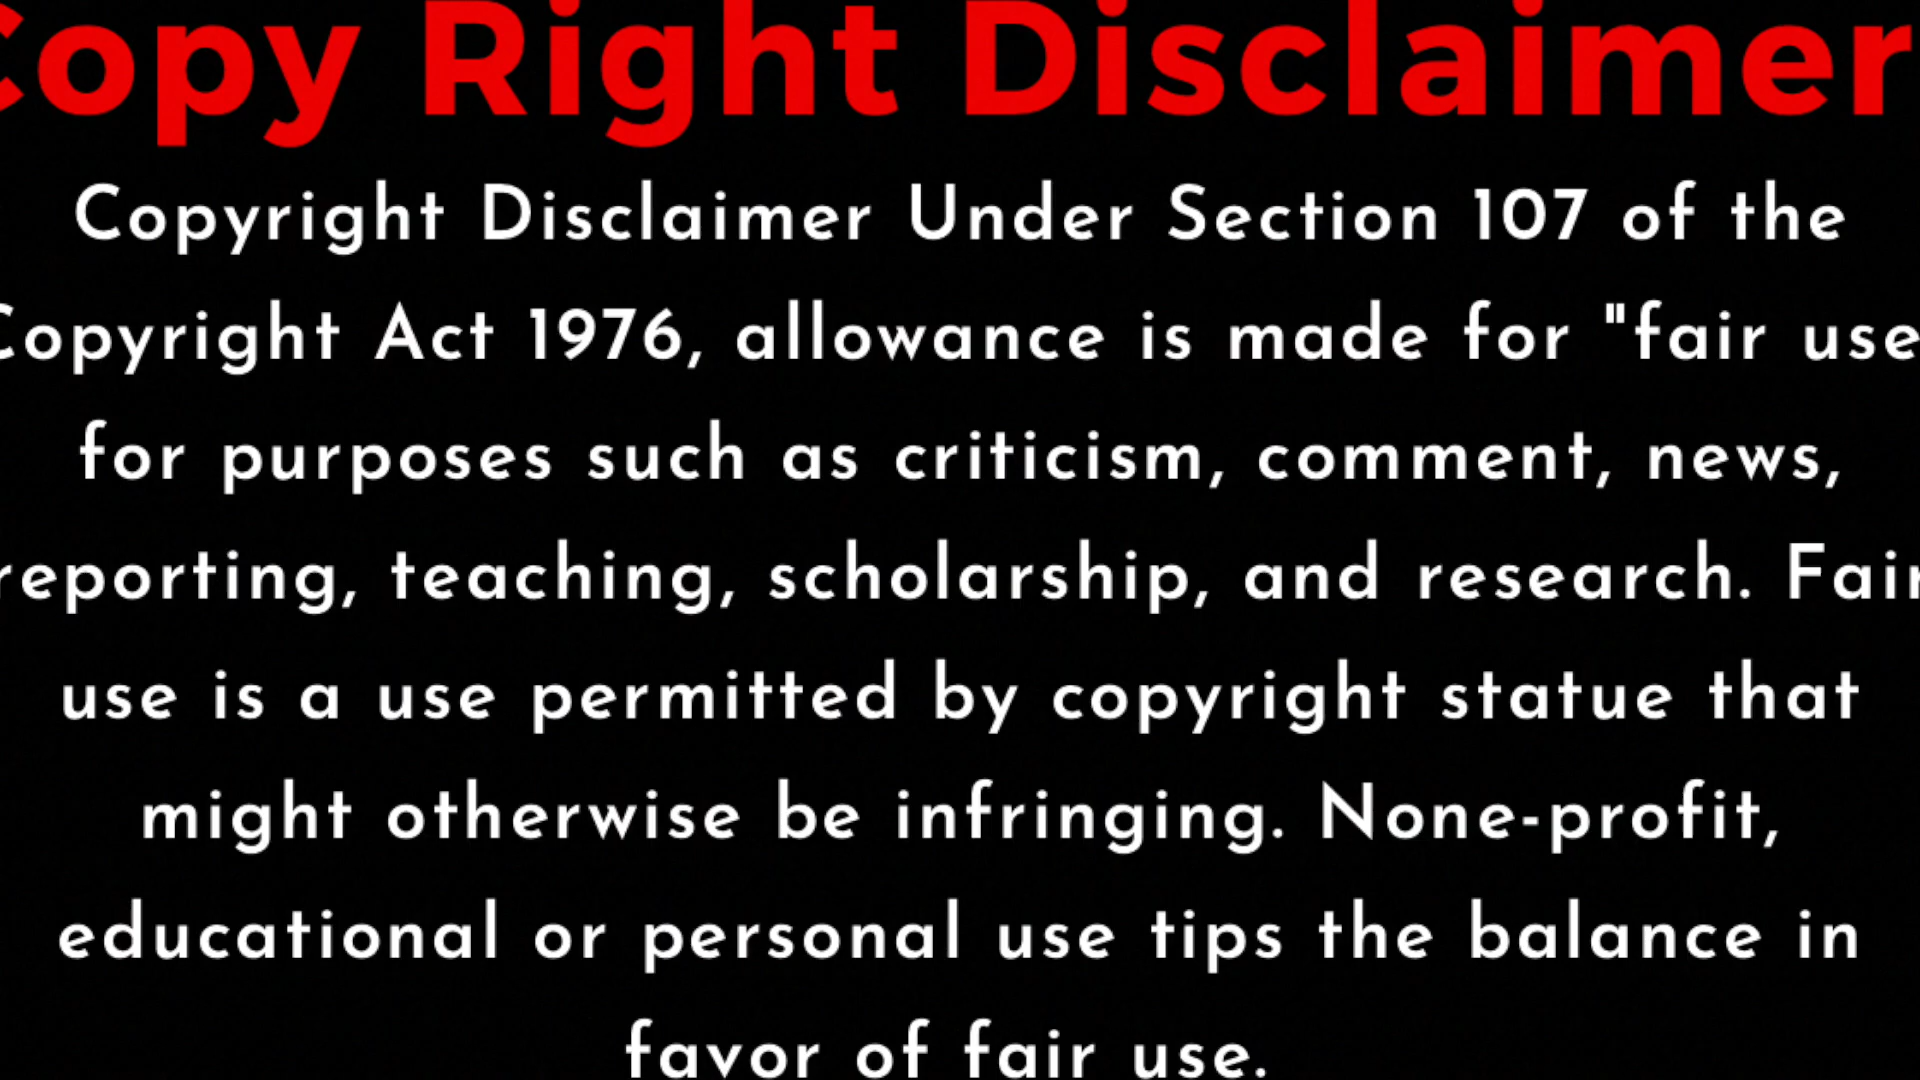 Copy Right Disclaimer
Copyright Disclaimer Under Section 107 of the
Copyright Act 1976, allowance is made for "fair use
for purposes such as criticism, comment, news,
reporting, teaching, scholarship, and research. Fair
use is a use permitted by copyright statue that
might otherwise be infringing. None-profit,
educational or personal use tips the balance in
favor of fair use.